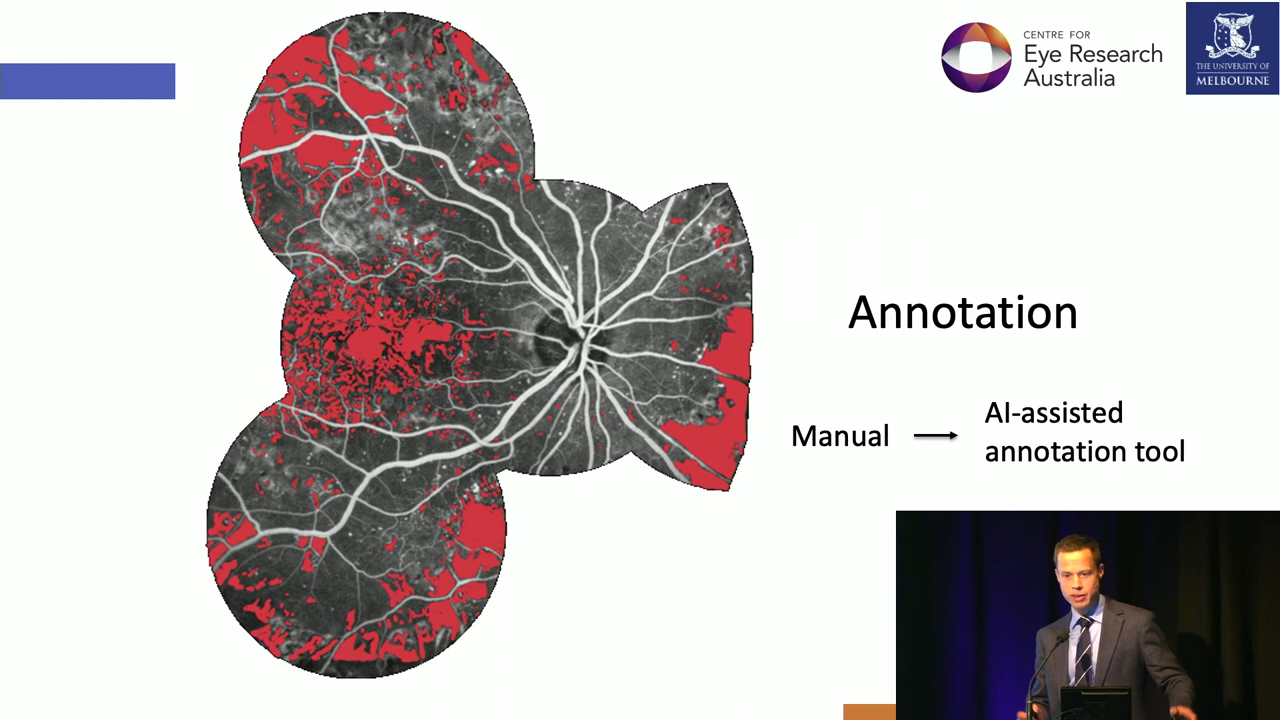 CENTRE FOR
Eye Research
Australia
THE UNIVERSITY OF
MELBOURNE
Annotation
Manual
AI-assisted
annotation tool